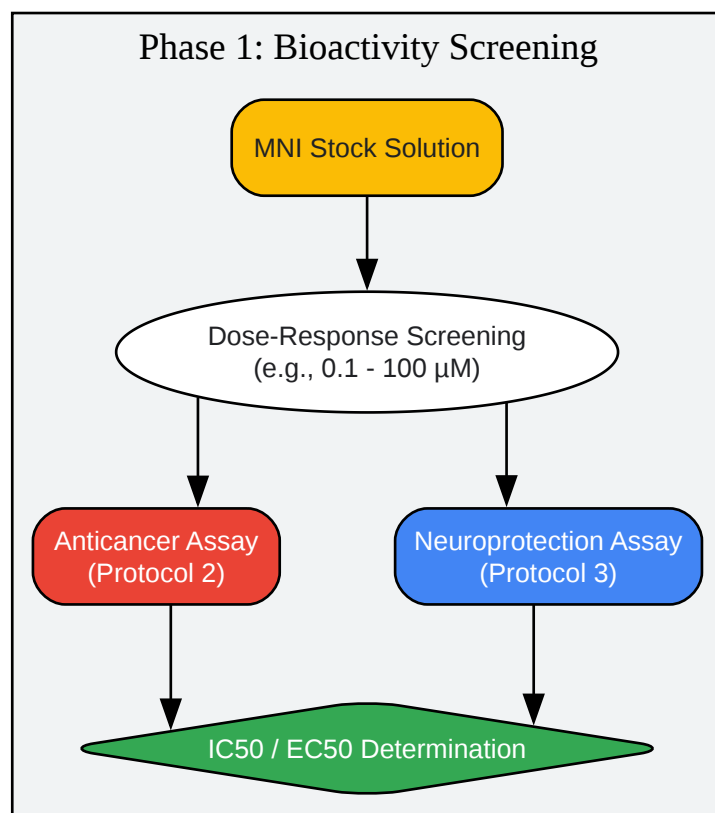 Phase 1: Bioactivity Screening
MNI Stock Solution
Dose-Response Screening
(e.g., 0.1 - 100 µM)
Anticancer Assay
(Protocol 2)
Neuroprotection Assay
(Protocol 3)
IC50 / EC50 Determination